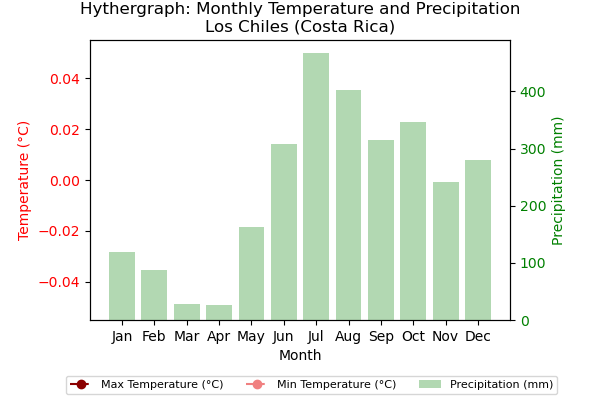 Hythergraph: Monthly Temperature and Precipitation
Los Chiles (Costa Rica)
0.04
0.02
0.00
−0.02
−0.04
Temperature (°C)
400
300
200
100
0
Precipitation (mm)
Jan Feb Mar Apr May Jun Jul Aug Sep Oct Nov Dec
Month
Max Temperature (°C) Min Temperature (°C) Precipitation (mm)